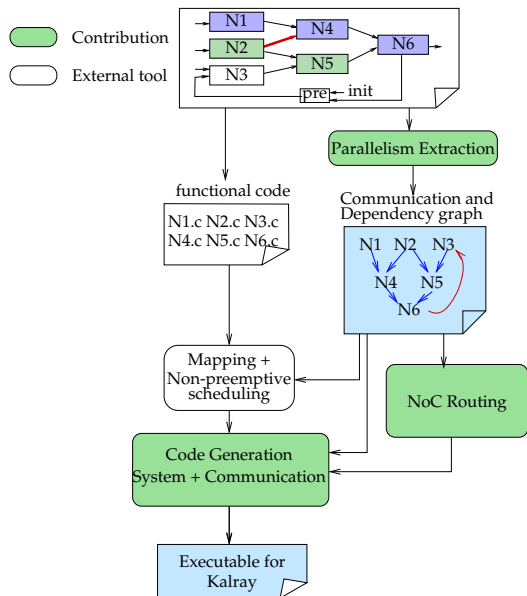 Contribution
External tool
N1
N4
N2
N6
N5
N3
pre
init
Parallelism Extraction
functional code
N1.c N2.c N3.c
N4.c N5.c N6.c
Communication and
Dependency graph
N1 N2 N3
N4 N5
N6
Mapping +
Non-preemptive
scheduling
NoC Routing
Code Generation
System + Communication
Executable for
Kalray